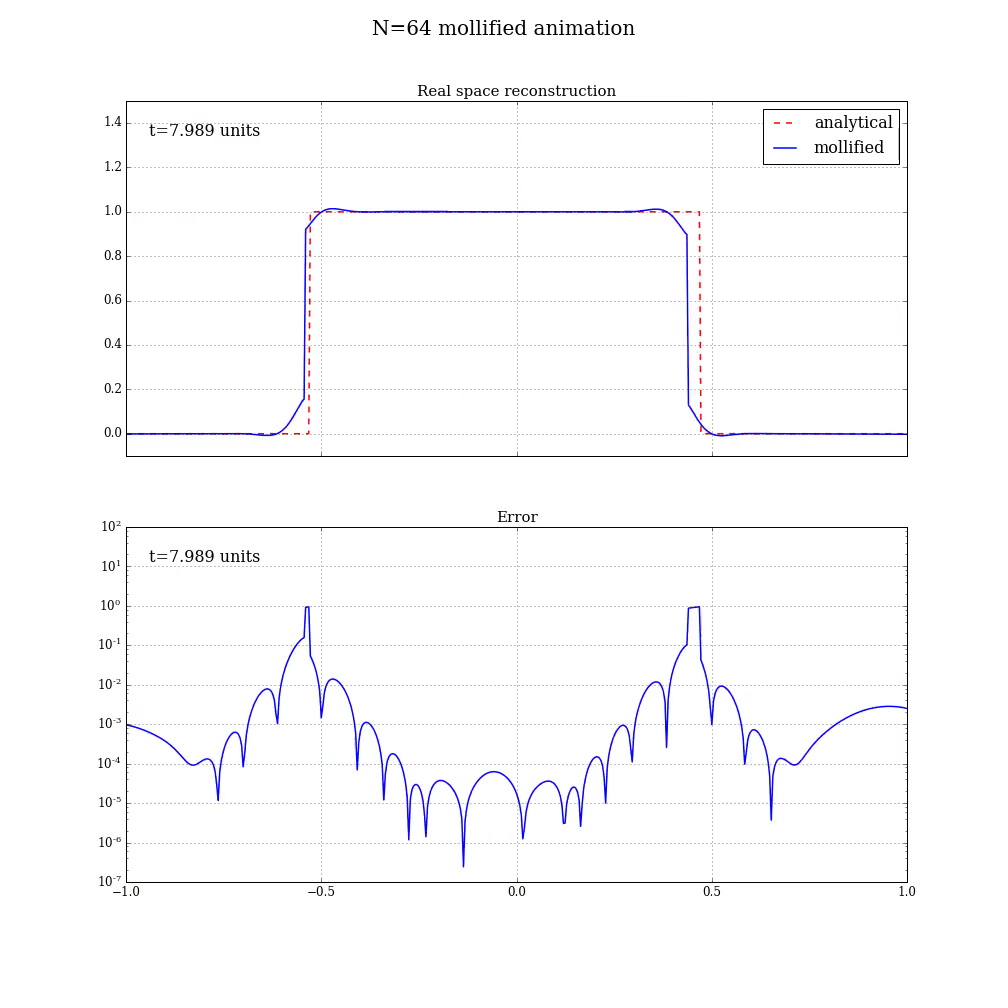 N=64 mollified animation
Real space reconstruction
t=7.989 units
analytical
mollified
1.4
1.2
1.0
0.8
0.6
0.4
0.2
0.0
Error
t=7.989 units
10²
10¹
10⁰
10⁻¹
10⁻²
10⁻³
10⁻⁴
10⁻⁵
10⁻⁶
10⁻⁷
−1.0 −0.5 0.0 0.5 1.0